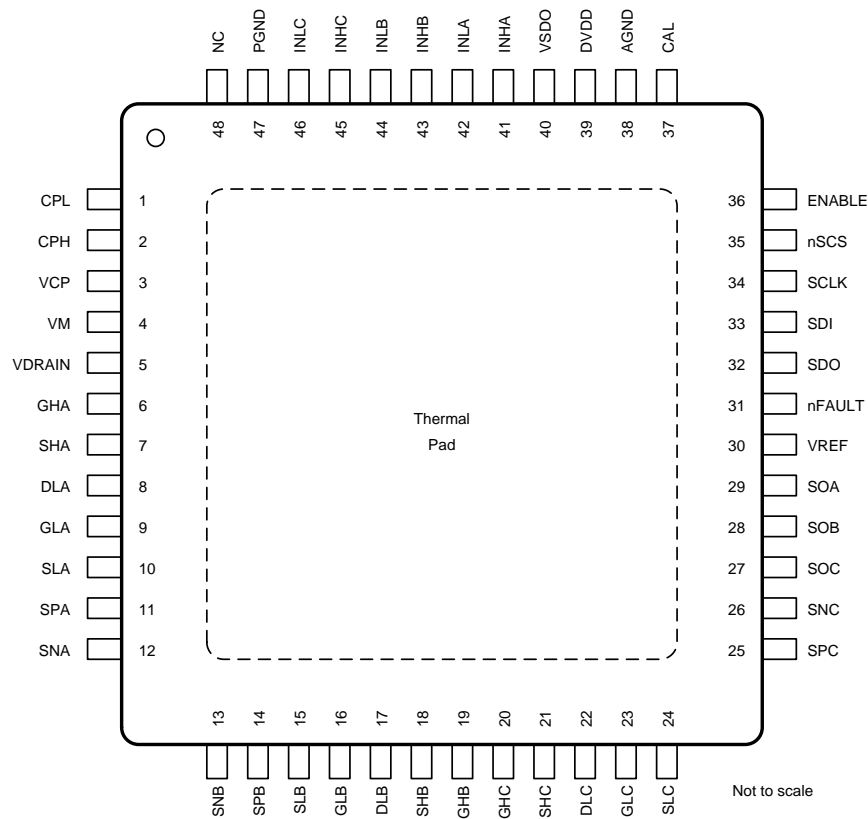 NC PGND INLC INHC INLB INHB INLA INHA VSDO DVDD AGND CAL
48 47 46 45 44 43 42 41 40 39 38 37
CPL 1 36 ENABLE
CPH 2 35 nSCS
VCP 3 34 SCLK
VM 4 33 SDI
VDRAIN 5 32 SDO
GHA 6 31 nFAULT
Thermal
SHA 7 30 VREF
Pad
DLA 8 29 SOA
GLA 9 28 SOB
SLA 10 27 SOC
SPA 11 26 SNC
SNA 12 25 SPC
13 14 15 16 17 18 19 20 21 22 23 24
SNB SPB SLB GLB DLB SHB GHB GHC SHC DLC GLC SLC
Not to scale